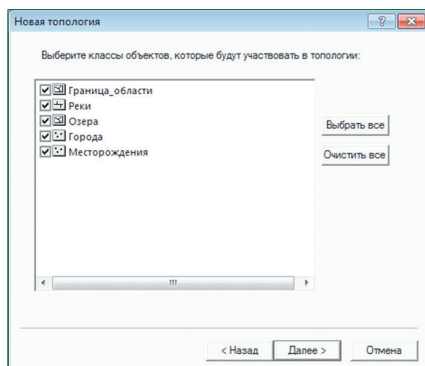 Новая топология
Выберите классы объектов, которые будут участвовать в топологии:
Граница_области
Реки
Озера
Города
Месторождения
Выбрать все
Очистить все
< Назад
Далее >
Отмена